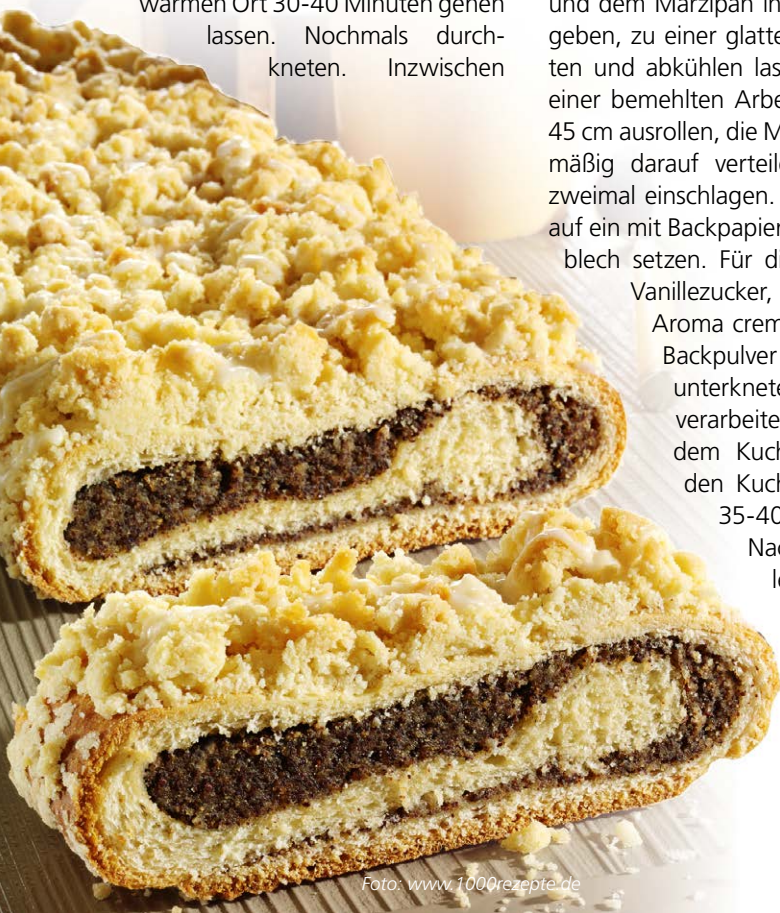 warmen Ort 30-40 Minuten gehen
lassen. Nochmals durch-
kneten. Inzwischen
und dem Marzipan in
geben, zu einer glatte
ten und abkühlen las
einer bemehlten Arbe
45 cm ausrollen, die M
mäßig darauf verteile
zweimal einschlagen.
auf ein mit Backpapier
blech setzen. Für di
Vanillezucker,
Aroma crem
Backpulver
unterknete
verarbeite
dem Kuch
den Kuch
35-40
Nac
le
Foto: www.1000rezepte.de